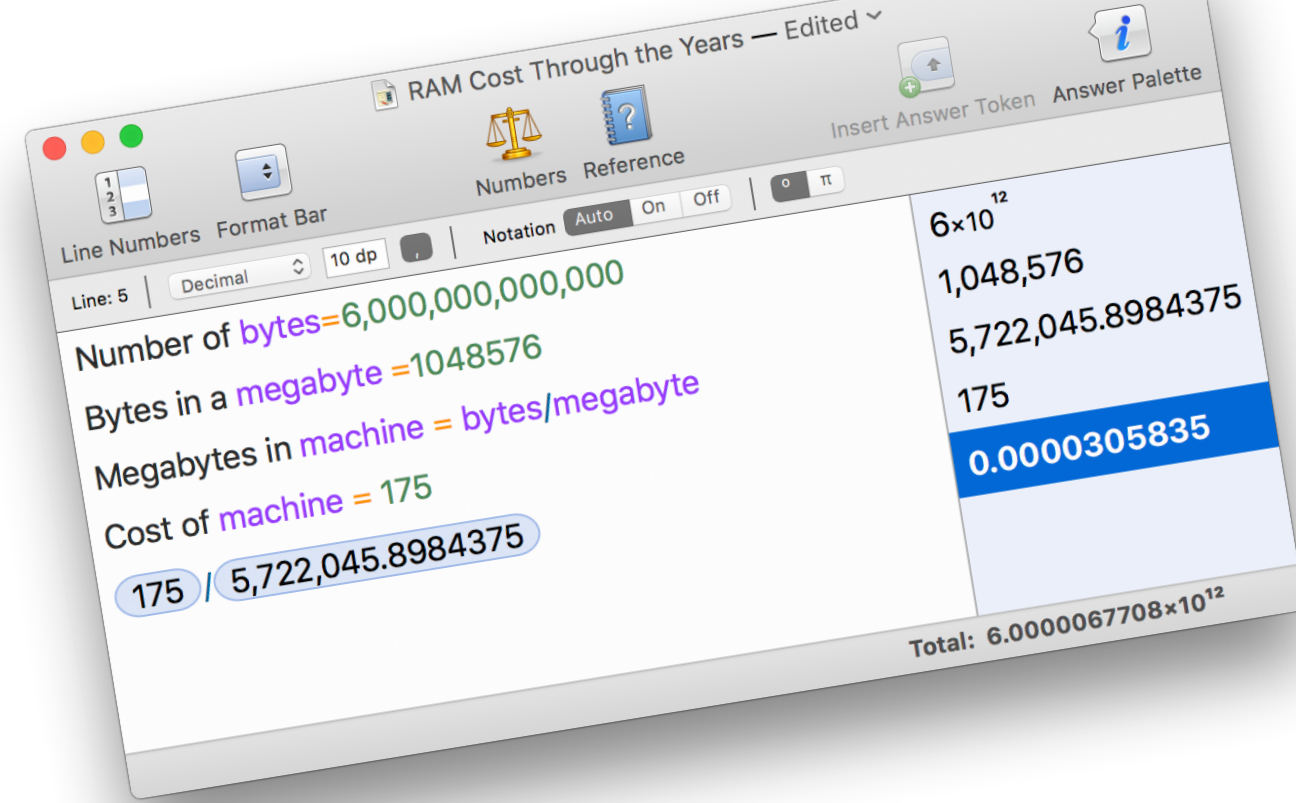 RAM Cost Through the Years — Edited
Line Numbers
Format Bar
Numbers
Reference
Insert Answer Token
Answer Palette
1
2
3
Line: 5
Decimal
10 dp
,
Notation
Auto
On
Off
°
π
Number of bytes=6,000,000,000,000
6×10¹²
Bytes in a megabyte =1048576
1,048,576
Megabytes in machine = bytes/megabyte
5,722,045.8984375
Cost of machine = 175
175
175 / 5,722,045.8984375
0.0000305835
Total: 6.0000067708×10¹²